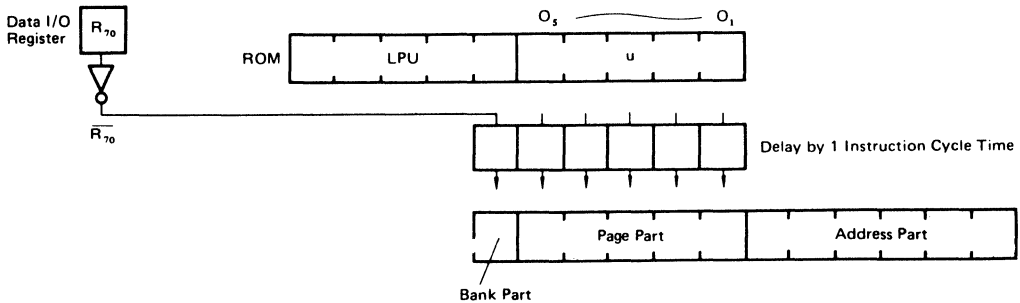 Data I/O
Register
R₇₀
O₅ O₁
ROM
LPU
u
R̅₇₀
Delay by 1 Instruction Cycle Time
Page Part
Address Part
Bank Part